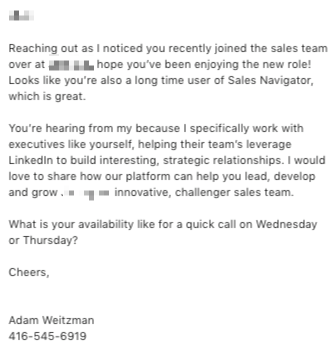 Reaching out as I noticed you recently joined the sales team
over at hope you've been enjoying the new role!
Looks like you're also a long time user of Sales Navigator,
which is great.
You're hearing from my because I specifically work with
executives like yourself, helping their team's leverage
LinkedIn to build interesting, strategic relationships. I would
love to share how our platform can help you lead, develop
and grow innovative, challenger sales team.
What is your availability like for a quick call on Wednesday
or Thursday?
Cheers,
Adam Weitzman
416-545-6919